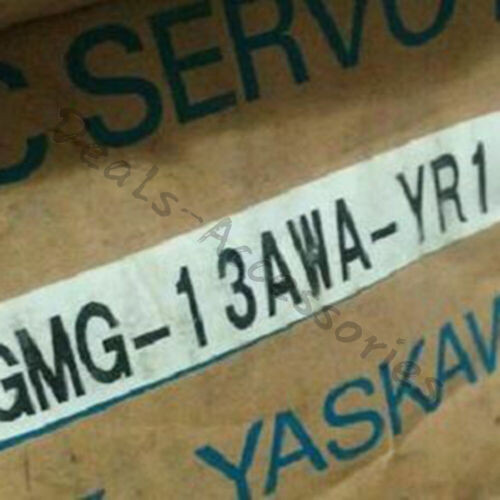 C SERVO
GMG-13AWA-YR1
YASKAW
Deals-Accessories